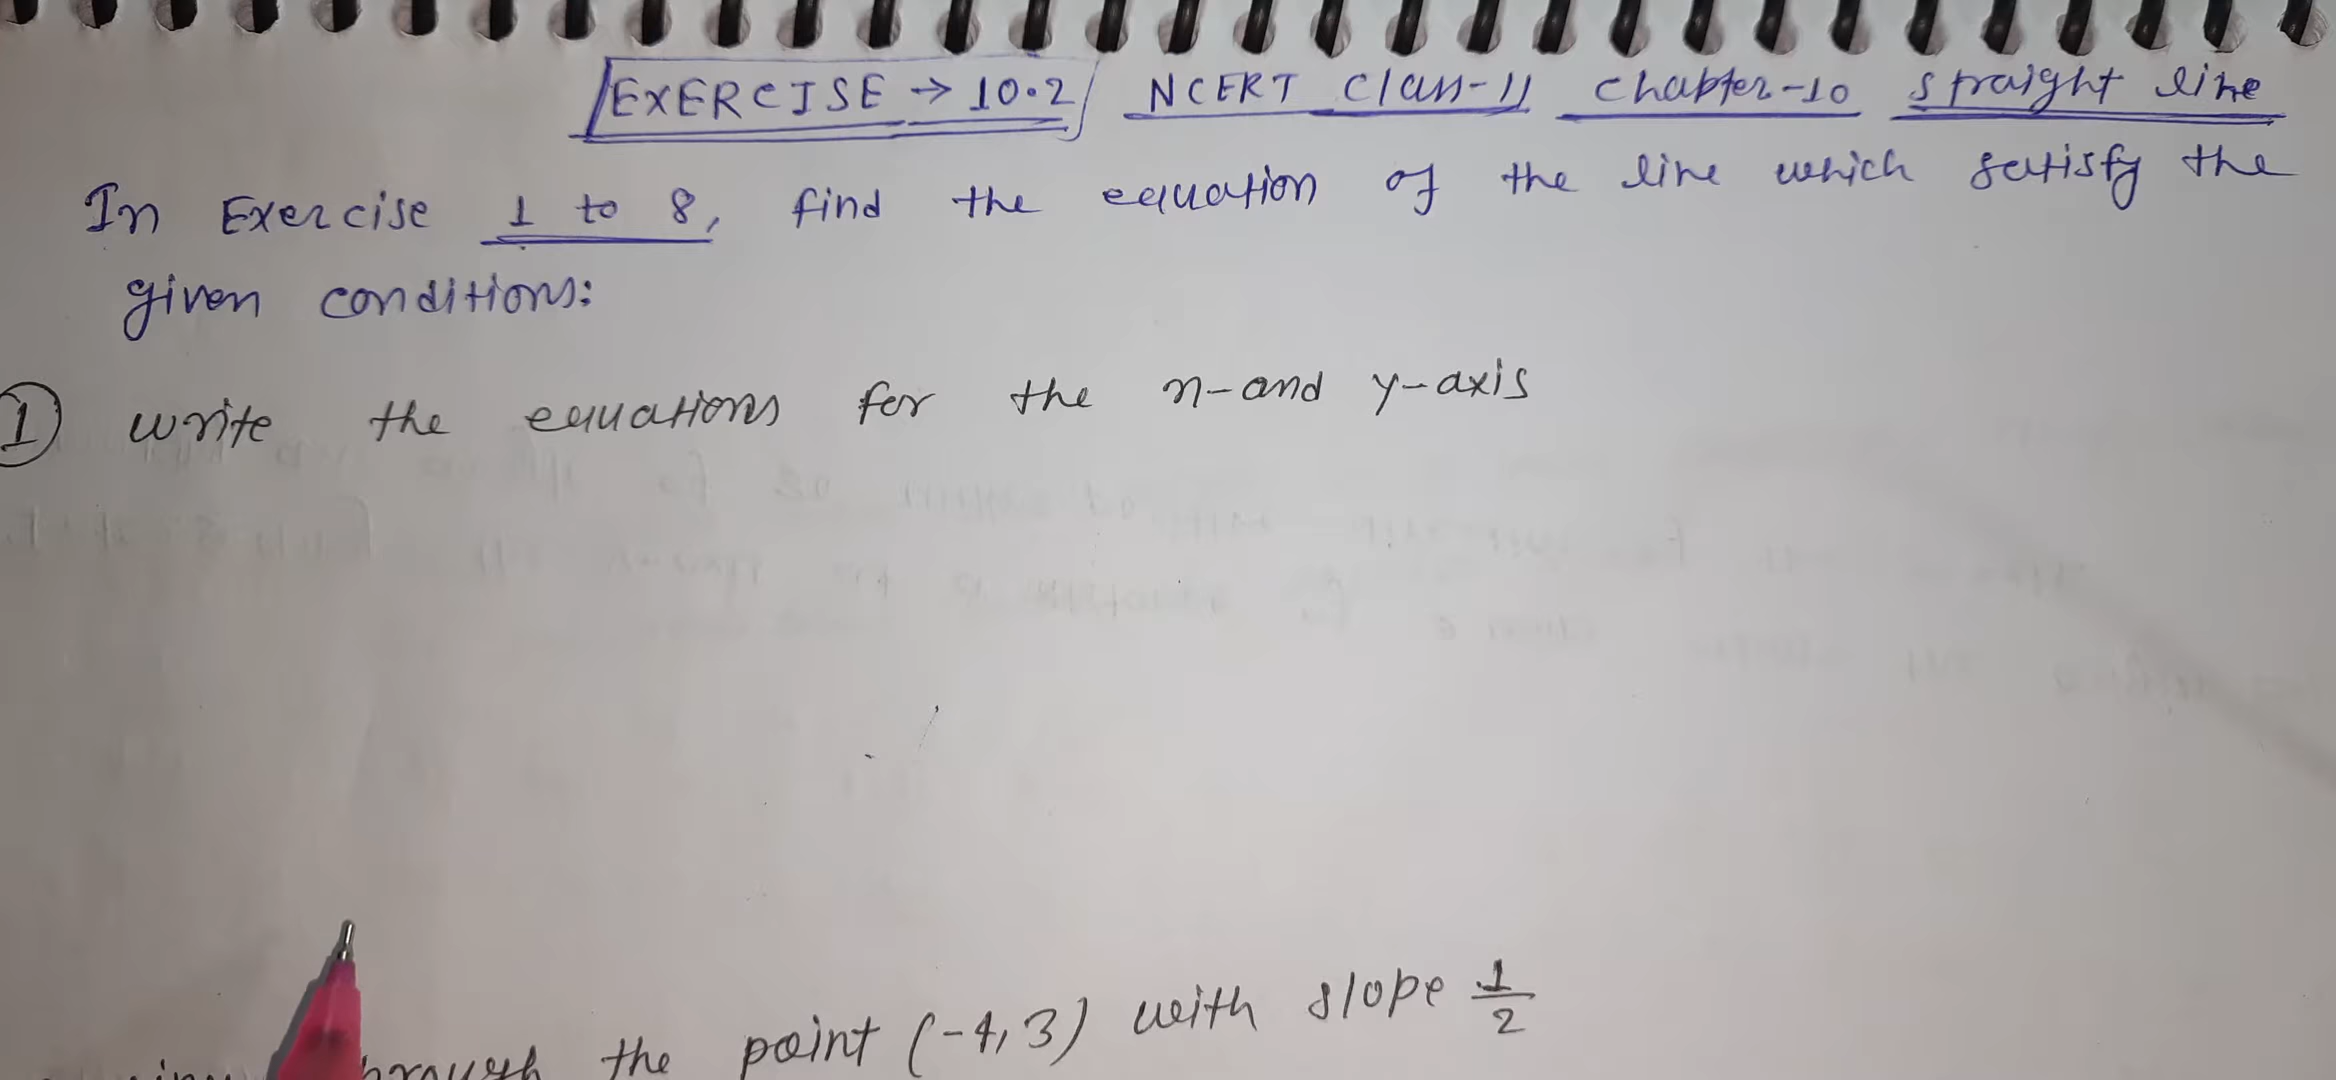 EXERCISE → 10.2 NCERT Class-11 Chapter-10 straight line
In Exercise 1 to 8, find the equation of the line which satisfy the
given conditions:
① write the equations for the x-and y-axis
through the point (-4,3) with slope 1/2